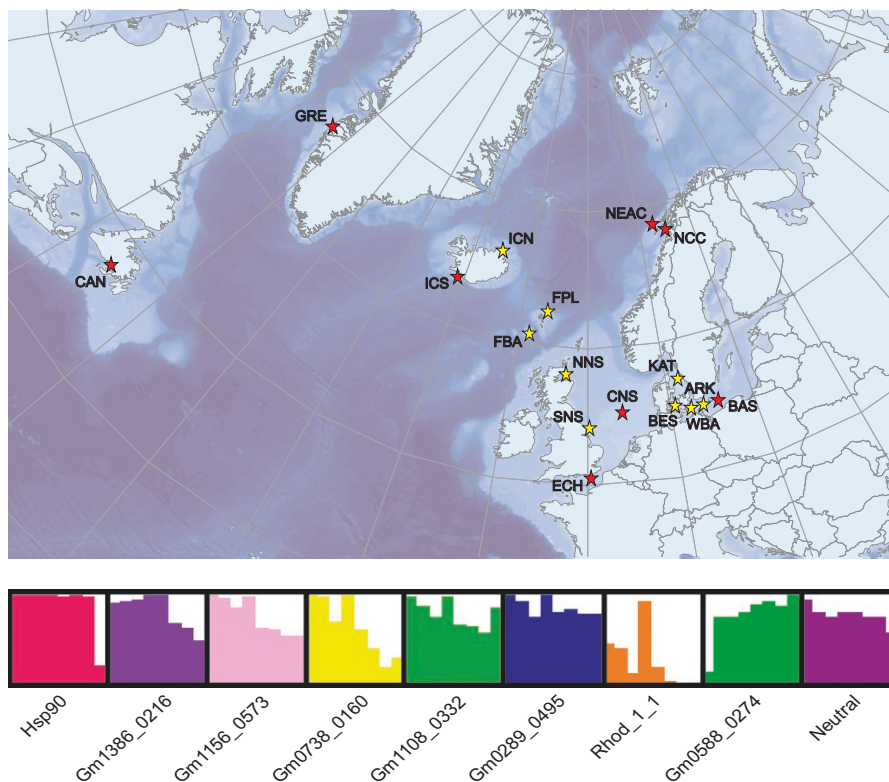 GRE
NEAC
NCC
ICN
CAN
ICS
FPL
FBA
NNS
KAT
CNS
ARK
SNS
BES
WBA
BAS
ECH
Hsp90
Gm1386_0216
Gm1156_0573
Gm0738_0160
Gm1108_0332
Gm0289_0495
Rhod_1_1
Gm0588_0274
Neutral